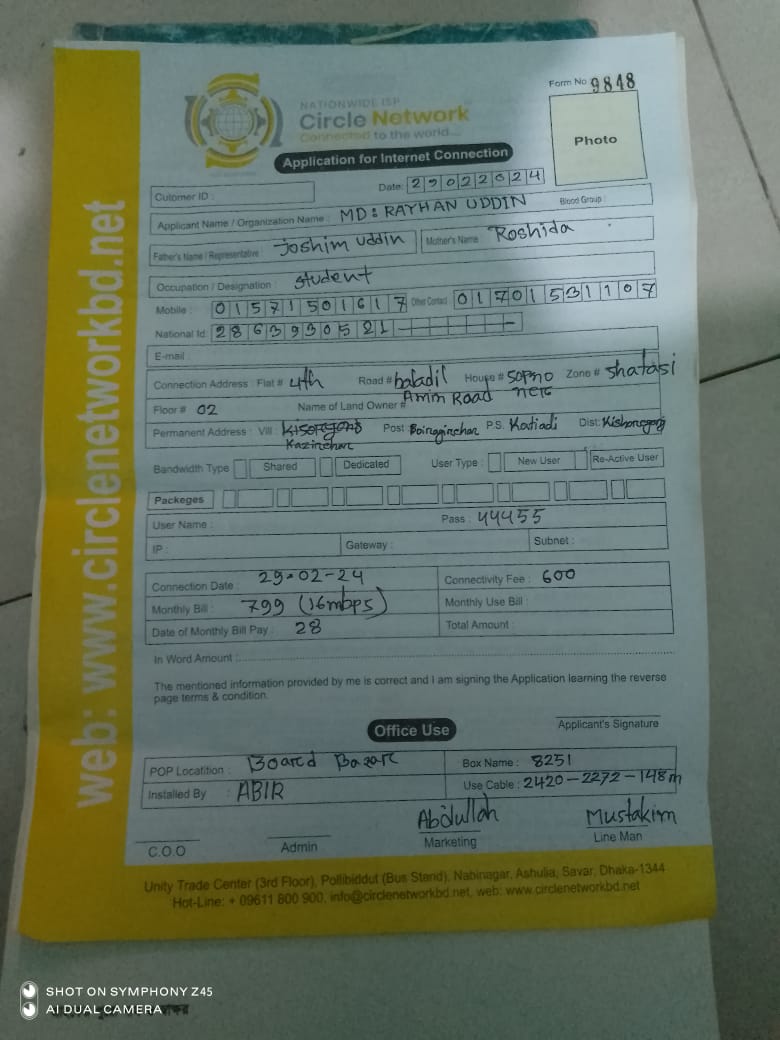 NATIONWIDE ISP
Circle Network
Connected to the world...
Form No 9848
Photo
Application for Internet Connection
Date: 29022024
Cutomer ID :
Applicant Name / Organization Name : MD: RAYHAN UDDIN Blood Group :
Father's Name / Representative : Joshim Uddin Mother's Name Roshida
Occupation / Designation : Student
Mobile : 01571501617 Other Contact 01701531107
National Id: 2863930521
E-mail
Connection Address : Flat # 4th Road # baladil House # SOPNO Zone # Shatasi
Floor # 02 Name of Land Owner # Amin Road
Permanent Address : Vill: Kazirchar Post Boiragirchar P.S. Katiadi Dist: Kishoregonj
Bandwidth Type Shared Dedicated User Type : New User Re-Active User
Packeges
User Name : Pass : 44455
IP : Gateway : Subnet :
Connection Date : 29-02-24 Connectivity Fee : 600
Monthly Bill : 799 (16mbps) Monthly Use Bill :
Date of Monthly Bill Pay : 28 Total Amount :
In Word Amount :
The mentioned information provided by me is correct and I am signing the Application learning the reverse
page terms & condition.
Applicant's Signature
Office Use
POP Locatition : Board Bazar Box Name : 8251
Installed By : ABIR Use Cable : 2420-2272-148m
Abdullah Mustakim
C.O.O Admin Marketing Line Man
Unity Trade Center (3rd Floor), Pollibiddut (Bus Stand), Nabinagar, Ashulia, Savar, Dhaka-1344
Hot-Line: + 09611 800 900, info@circlenetworkbd.net, web: www.circlenetworkbd.net
web: www.circlenetworkbd.net
SHOT ON SYMPHONY Z45
AI DUAL CAMERA